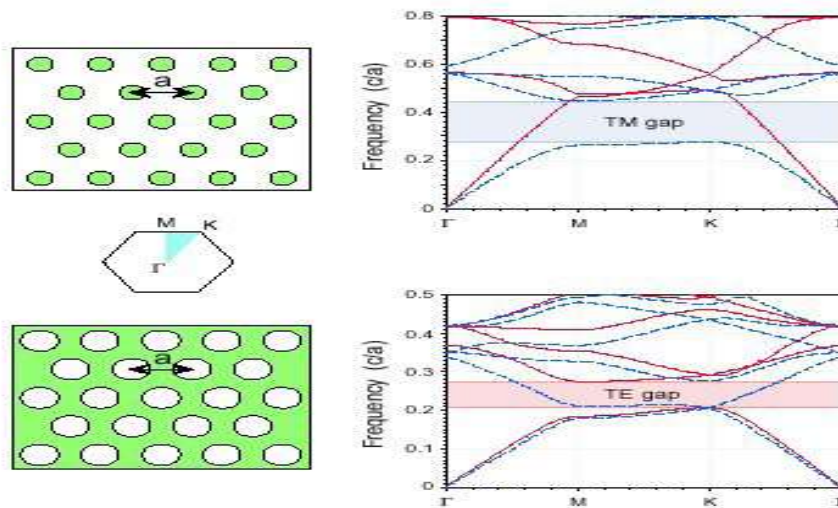 a
M K
Γ
a
0.8
0.6
0.4
0.2
0
Frequency (c/a)
TM gap
Γ M K Γ
0.5
0.4
0.3
0.2
0.1
0
Frequency (c/a)
TE gap
Γ M K Γ